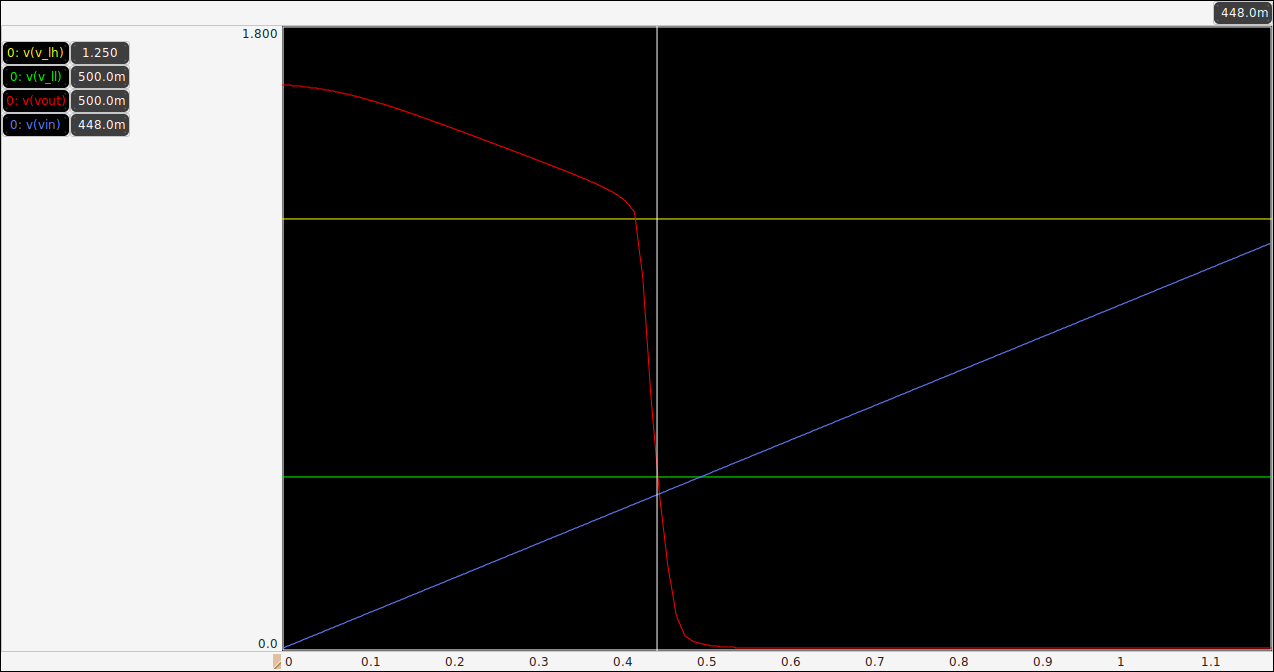 448.0m
1.800
0: v(v_lh) 1.250
0: v(v_ll) 500.0m
0: v(vout) 500.0m
0: v(vin) 448.0m
0.0
0 0.1 0.2 0.3 0.4 0.5 0.6 0.7 0.8 0.9 1 1.1